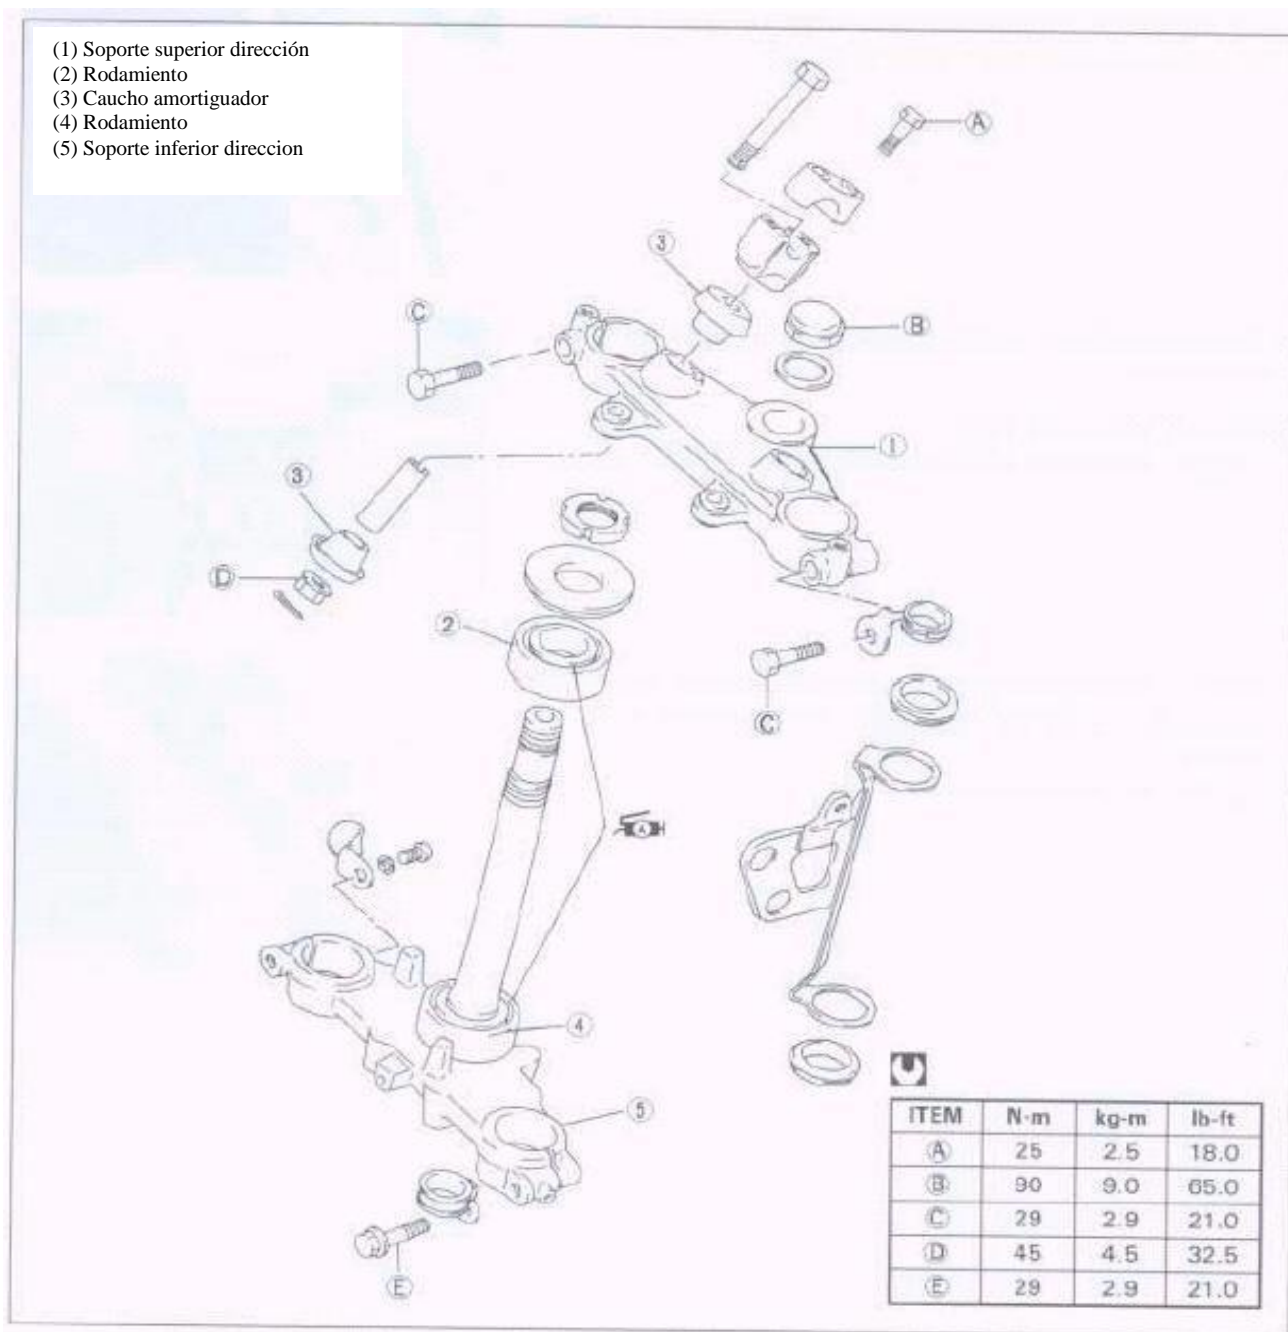 (1) Soporte superior dirección
(2) Rodamiento
(3) Caucho amortiguador
(4) Rodamiento
(5) Soporte inferior direccion
A
3
C
B
1
3
D
2
C
A
4
5
E
ITEM N·m kg-m lb-ft
A 25 2.5 18.0
B 90 9.0 65.0
C 29 2.9 21.0
D 45 4.5 32.5
E 29 2.9 21.0